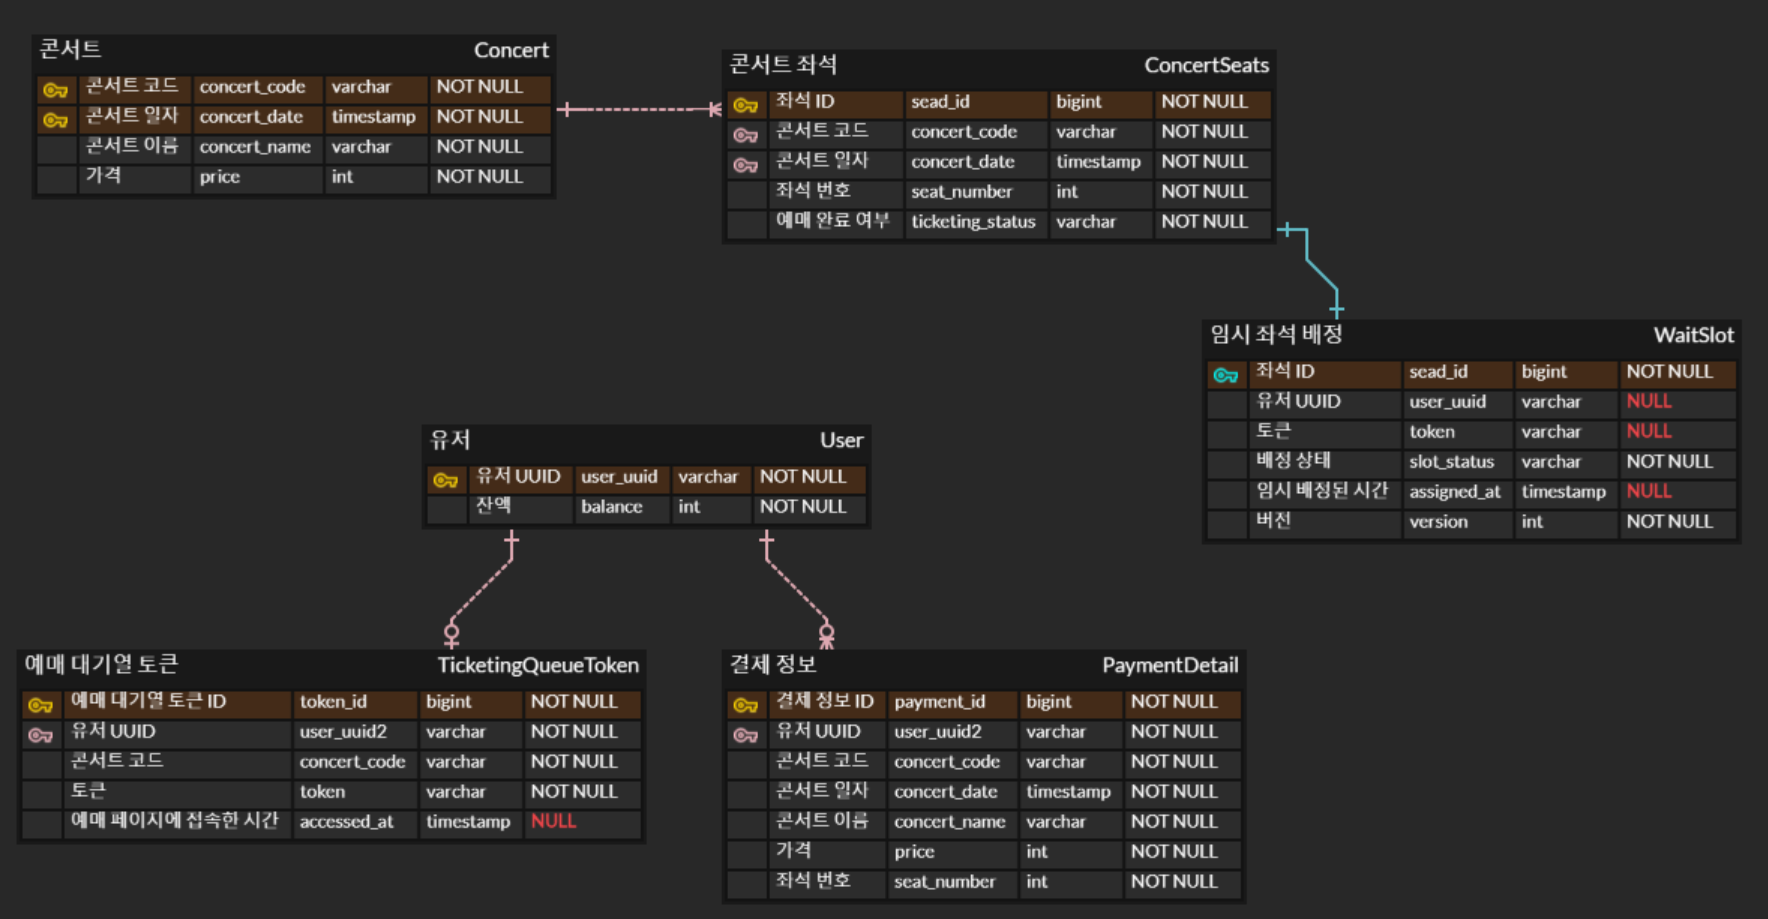 콘서트 Concert
콘서트 코드 concert_code varchar NOT NULL
콘서트 일자 concert_date timestamp NOT NULL
콘서트 이름 concert_name varchar NOT NULL
가격 price int NOT NULL
콘서트 좌석 ConcertSeats
좌석 ID sead_id bigint NOT NULL
콘서트 코드 concert_code varchar NOT NULL
콘서트 일자 concert_date timestamp NOT NULL
좌석 번호 seat_number int NOT NULL
예매 완료 여부 ticketing_status varchar NOT NULL
임시 좌석 배정 WaitSlot
좌석 ID sead_id bigint NOT NULL
유저 UUID user_uuid varchar NULL
토큰 token varchar NULL
배정 상태 slot_status varchar NOT NULL
임시 배정된 시간 assigned_at timestamp NULL
버전 version int NOT NULL
유저 User
유저 UUID user_uuid varchar NOT NULL
잔액 balance int NOT NULL
예매 대기열 토큰 TicketingQueueToken
예매 대기열 토큰 ID token_id bigint NOT NULL
유저 UUID user_uuid2 varchar NOT NULL
콘서트 코드 concert_code varchar NOT NULL
토큰 token varchar NOT NULL
예매 페이지에 접속한 시간 accessed_at timestamp NULL
결제 정보 PaymentDetail
결제 정보 ID payment_id bigint NOT NULL
유저 UUID user_uuid2 varchar NOT NULL
콘서트 코드 concert_code varchar NOT NULL
콘서트 일자 concert_date timestamp NOT NULL
콘서트 이름 concert_name varchar NOT NULL
가격 price int NOT NULL
좌석 번호 seat_number int NOT NULL